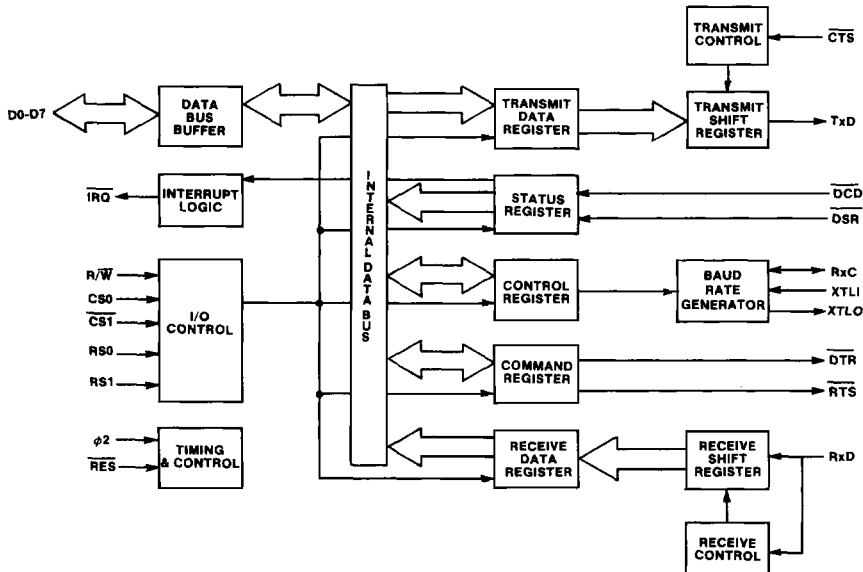 TRANSMIT
CONTROL
CTS
D0-D7
DATA
BUS
BUFFER
TRANSMIT
DATA
REGISTER
TRANSMIT
SHIFT
REGISTER
TxD
IRQ
INTERRUPT
LOGIC
INTERNAL DATA BUS
STATUS
REGISTER
DCD
DSR
R/W
CS0
CS1
RS0
RS1
I/O
CONTROL
CONTROL
REGISTER
BAUD
RATE
GENERATOR
RxC
XTLI
XTLO
COMMAND
REGISTER
DTR
RTS
ϕ2
RES
TIMING
& CONTROL
RECEIVE
DATA
REGISTER
RECEIVE
SHIFT
REGISTER
RxD
RECEIVE
CONTROL